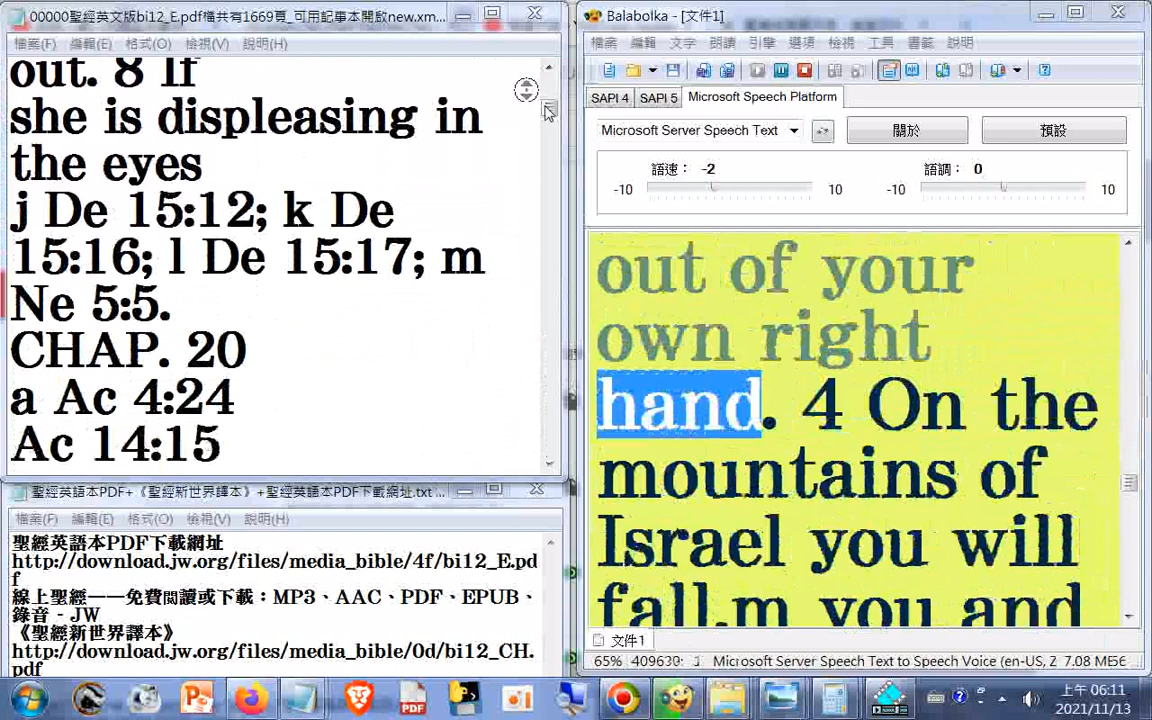 00000聖經英文版bi12_E.pdf檔共有1669頁_可用記事本開啟new.xm...
檔案(F) 編輯(E) 格式(O) 檢視(V) 說明(H)
out. 8 If
she is displeasing in
the eyes
j De 15:12; k De
15:16; l De 15:17; m
Ne 5:5.
CHAP. 20
a Ac 4:24
Ac 14:15
聖經英語本PDF+《聖經新世界譯本》+聖經英語本PDF下載網址.txt ...
檔案(F) 編輯(E) 格式(O) 檢視(V) 說明(H)
聖經英語本PDF下載網址
http://download.jw.org/files/media_bible/4f/bi12_E.pd
f
線上聖經——免費閱讀或下載：MP3、AAC、PDF、EPUB、
錄音 - JW
《聖經新世界譯本》
http://download.jw.org/files/media_bible/0d/bi12_CH.
pdf
Balabolka - [文件1]
檔案 編輯 文字 朗讀 引擎 選項 檢視 工具 書籤 說明
SAPI 4 SAPI 5 Microsoft Speech Platform
Microsoft Server Speech Text 關於 預設
語速： -2 語調： 0
-10 10 -10 10
out of your
own right
hand. 4 On the
mountains of
Israel you will
fall,m you and
文件1
65% 409630: 1 Microsoft Server Speech Text to Speech Voice (en-US, Z 7.08 ME56
PDF
上午 06:11
2021/11/13